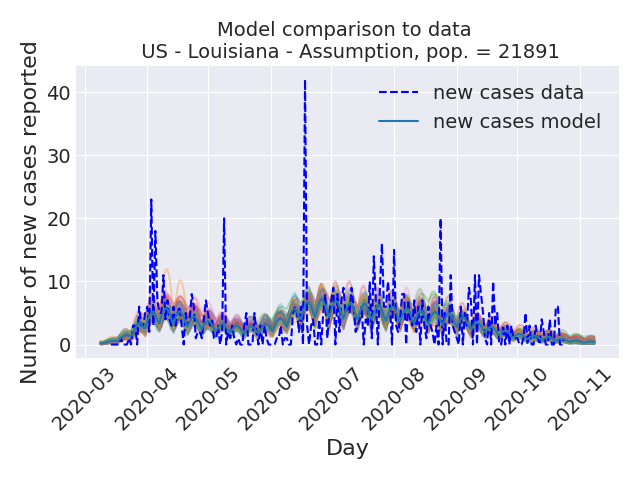 Model comparison to data
US - Louisiana - Assumption, pop. = 21891
Number of new cases reported
40
30
20
10
0
new cases data
new cases model
2020-03
2020-04
2020-05
2020-06
2020-07
2020-08
2020-09
2020-10
2020-11
Day